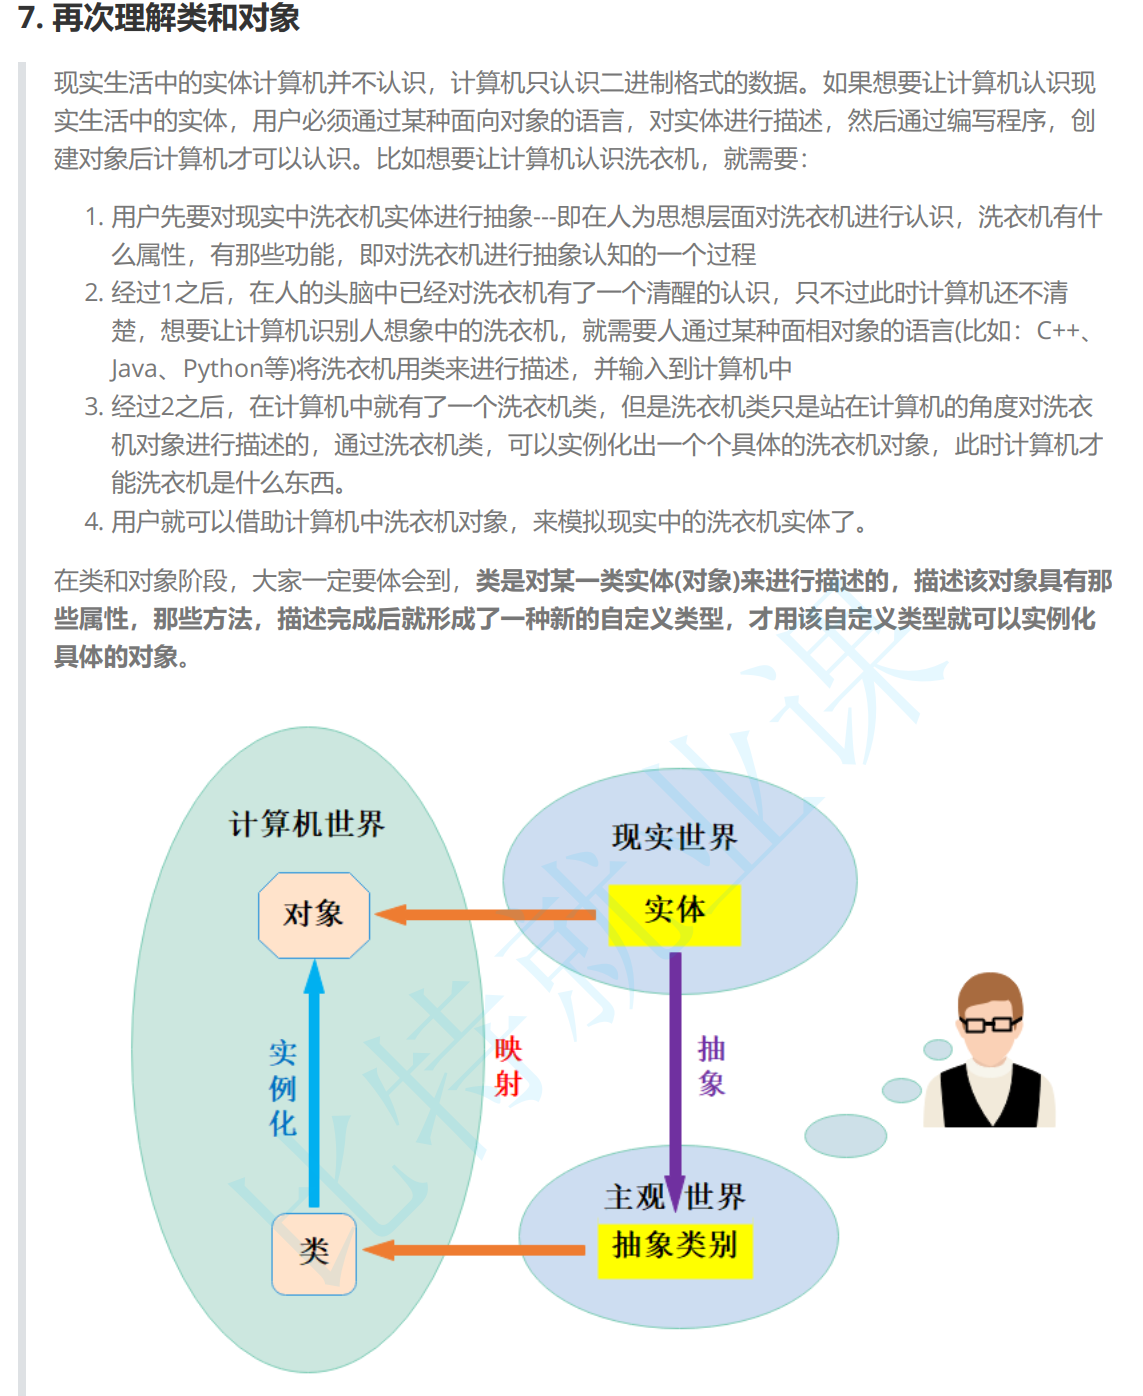 7. 再次理解类和对象
现实生活中的实体计算机并不认识，计算机只认识二进制格式的数据。如果想要让计算机认识现
实生活中的实体，用户必须通过某种面向对象的语言，对实体进行描述，然后通过编写程序，创
建对象后计算机才可以认识。比如想要让计算机认识洗衣机，就需要：
1. 用户先要对现实中洗衣机实体进行抽象---即在人为思想层面对洗衣机进行认识，洗衣机有什
么属性，有那些功能，即对洗衣机进行抽象认知的一个过程
2. 经过1之后，在人的头脑中已经对洗衣机有了一个清醒的认识，只不过此时计算机还不清
楚，想要让计算机识别人想象中的洗衣机，就需要人通过某种面相对象的语言(比如：C++、
Java、Python等)将洗衣机用类来进行描述，并输入到计算机中
3. 经过2之后，在计算机中就有了一个洗衣机类，但是洗衣机类只是站在计算机的角度对洗衣
机对象进行描述的，通过洗衣机类，可以实例化出一个个具体的洗衣机对象，此时计算机才
能洗衣机是什么东西。
4. 用户就可以借助计算机中洗衣机对象，来模拟现实中的洗衣机实体了。
在类和对象阶段，大家一定要体会到，类是对某一类实体(对象)来进行描述的，描述该对象具有那
些属性，那些方法，描述完成后就形成了一种新的自定义类型，才用该自定义类型就可以实例化
具体的对象。
计算机世界
现实世界
对象
实体
实例化
映射
抽象
主观 世界
类
抽象类别
比特就业课